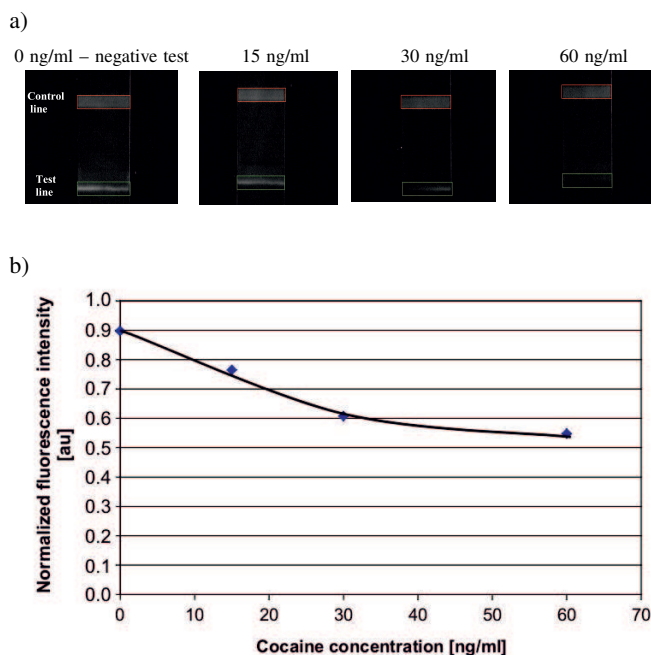 a)
0 ng/ml – negative test 15 ng/ml 30 ng/ml 60 ng/ml
Control
line
Test
line
b)
Normalized fluorescence intensity
[au]
1.0
0.9
0.8
0.7
0.6
0.5
0.4
0.3
0.2
0.1
0.0
0 10 20 30 40 50 60 70
Cocaine concentration [ng/ml]